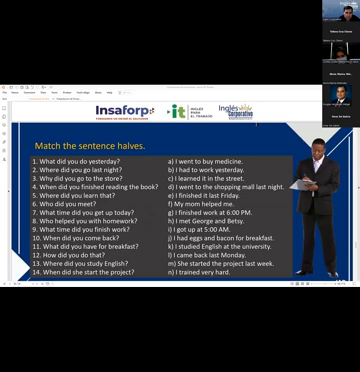 Insaforp
it
INGLÉS
PARA
EL TRABAJO
Inglés
Corporativo
Match the sentence halves.
1. What did you do yesterday?
2. Where did you go last night?
3. Why did you go to the store?
4. When did you finished reading the book?
5. Where did you learn that?
6. Who did you meet?
7. What time did you get up today?
8. Who helped you with homework?
9. What time did you finish work?
10. When did you come back?
11. What did you have for breakfast?
12. How did you do that?
13. Where did you study English?
14. When did she start the project?
a) I went to buy medicine.
b) I had to work yesterday.
c) I learned it in the street.
d) I went to the shopping mall last night.
e) I finished it last Friday.
f) My mom helped me.
g) I finished work at 6:00 PM.
h) I met George and Betsy.
i) I got up at 5:00 AM.
j) I had eggs and bacon for breakfast.
k) I studied English at the university.
l) I came back last Monday.
m) She started the project last week.
n) I trained very hard.